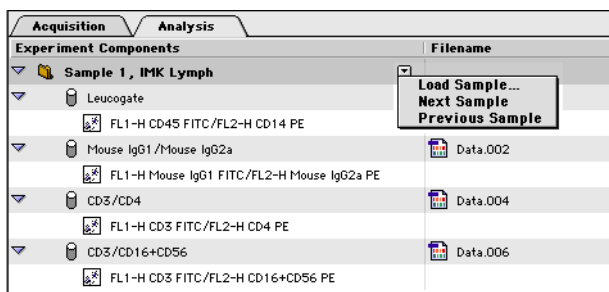 Acquisition Analysis
Experiment Components Filename
Sample 1, IMK Lymph
Load Sample...
Next Sample
Previous Sample
Leucogate
FL1-H CD45 FITC/FL2-H CD14 PE
Mouse IgG1/Mouse IgG2a Data.002
FL1-H Mouse IgG1 FITC/FL2-H Mouse IgG2a PE
CD3/CD4 Data.004
FL1-H CD3 FITC/FL2-H CD4 PE
CD3/CD16+CD56 Data.006
FL1-H CD3 FITC/FL2-H CD16+CD56 PE